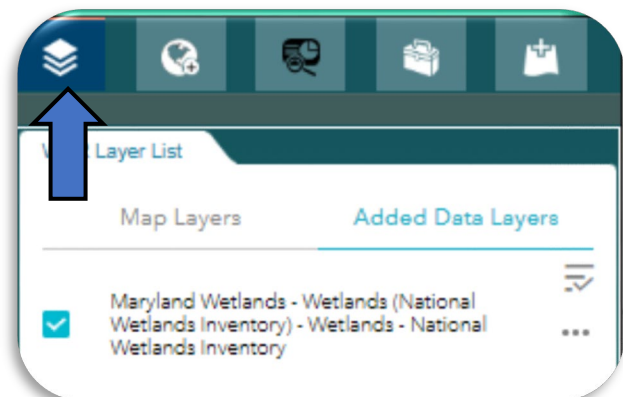 Layer List
Map Layers Added Data Layers
Maryland Wetlands - Wetlands (National
Wetlands Inventory) - Wetlands - National
Wetlands Inventory